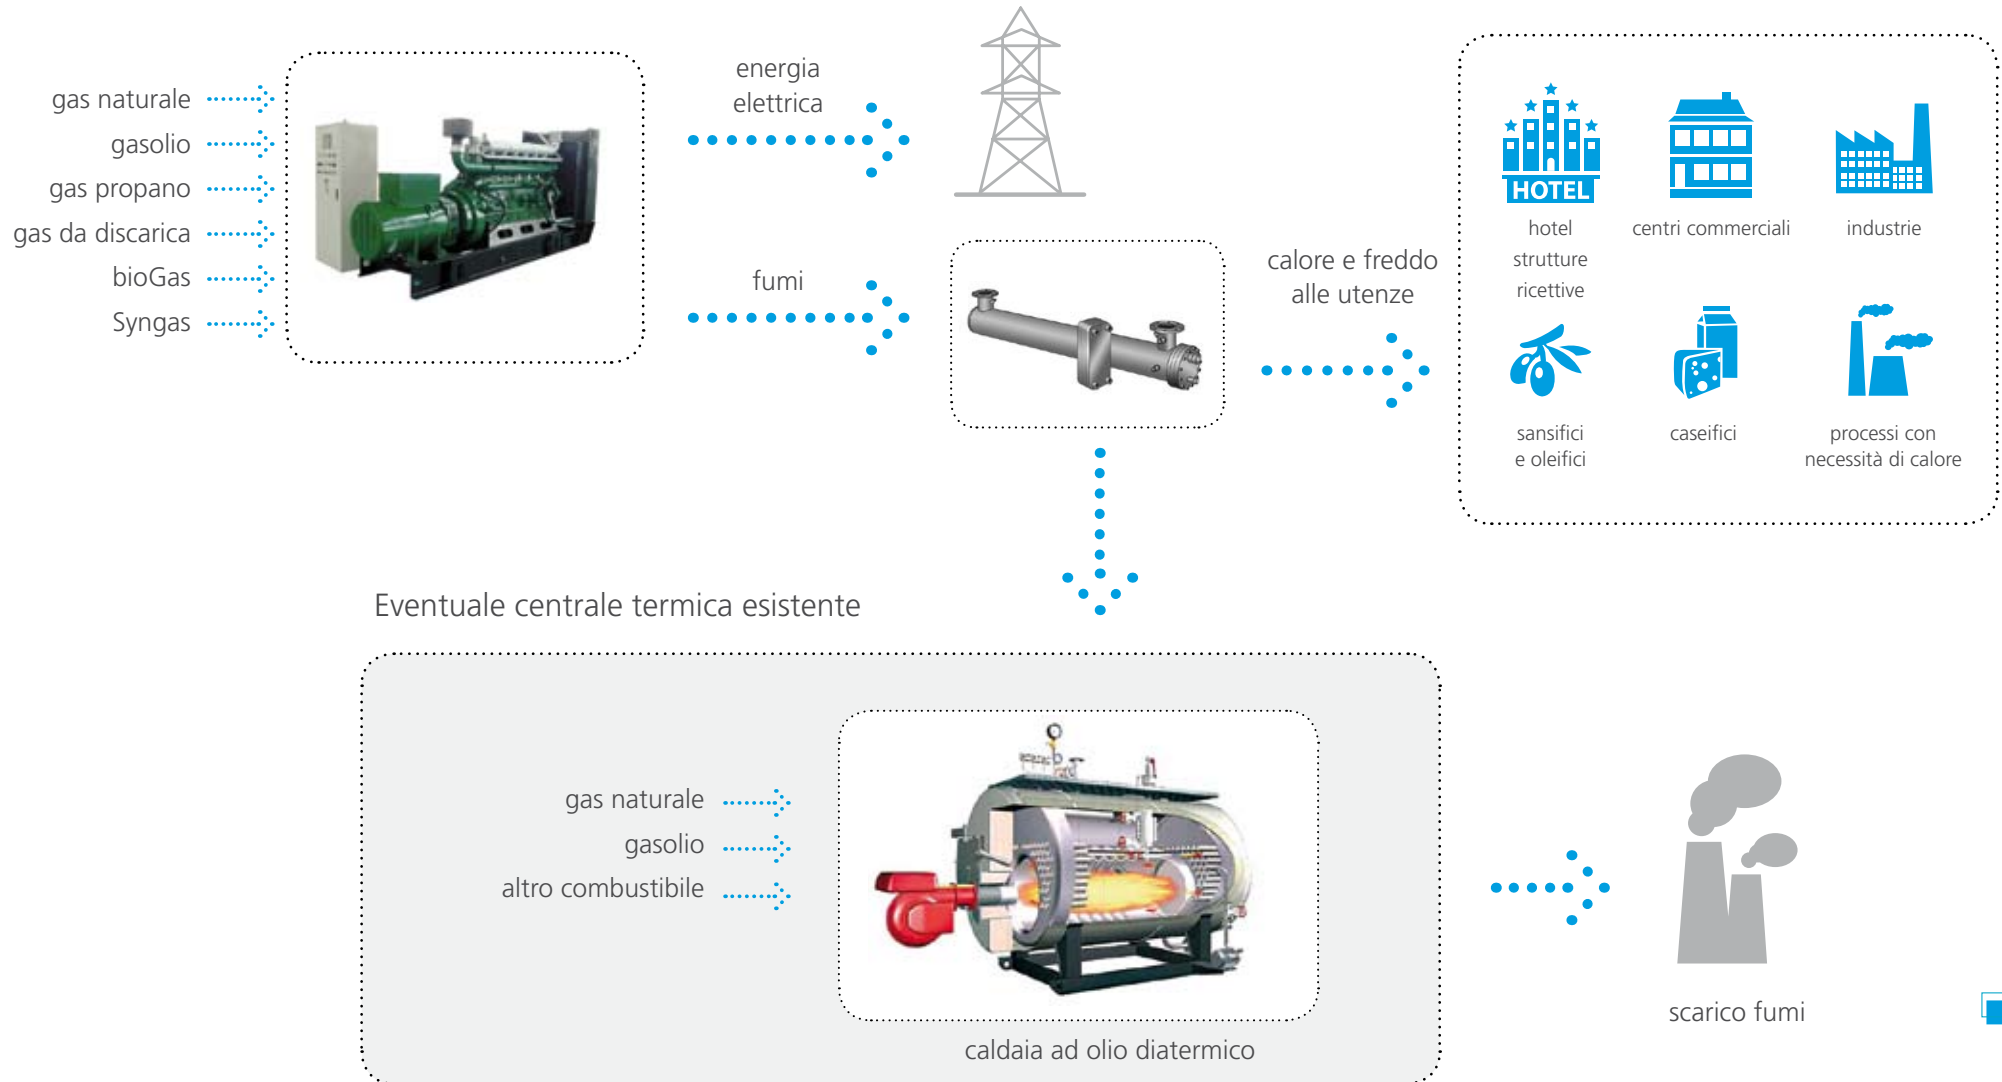 gas naturale
gasolio
gas propano
gas da discarica
bioGas
Syngas
energia
elettrica
fumi
calore e freddo
alle utenze
HOTEL
hotel
strutture
ricettive
centri commerciali
industrie
sansifici
e oleifici
caseifici
processi con
necessità di calore
Eventuale centrale termica esistente
gas naturale
gasolio
altro combustibile
caldaia ad olio diatermico
scarico fumi